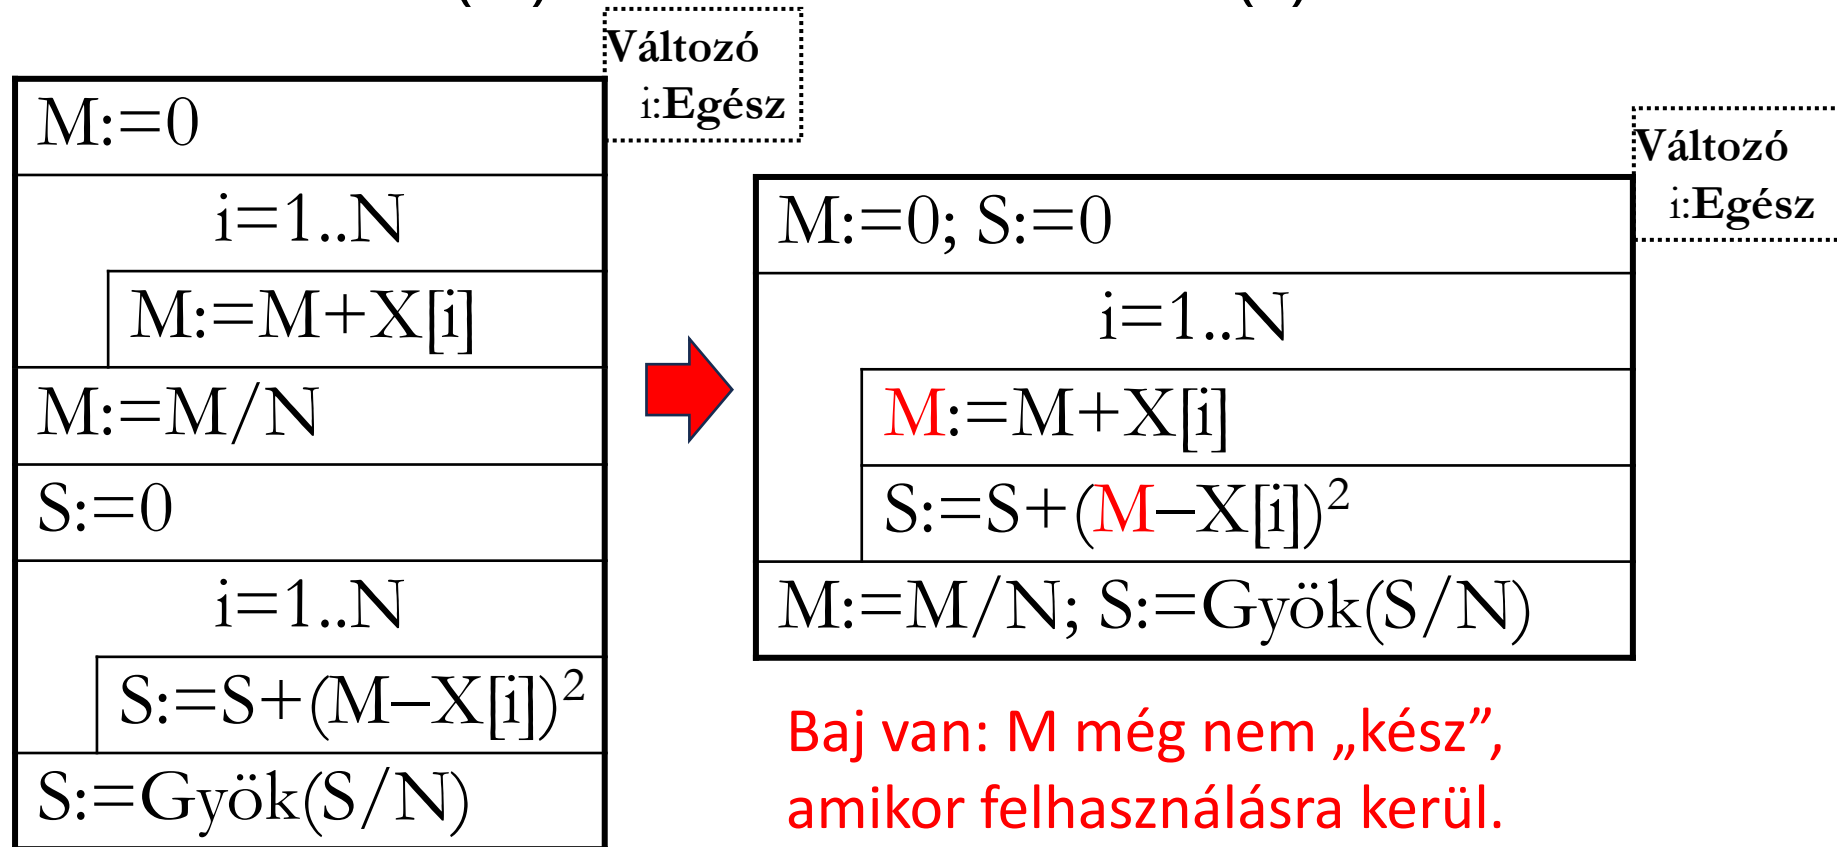 Változó
i:Egész
M:=0
i=1..N
M:=M+X[i]
M:=M/N
S:=0
i=1..N
S:=S+(M–X[i])²
S:=Gyök(S/N)
Változó
i:Egész
M:=0; S:=0
i=1..N
M:=M+X[i]
S:=S+(M–X[i])²
M:=M/N; S:=Gyök(S/N)
Baj van: M még nem „kész”,
amikor felhasználásra kerül.